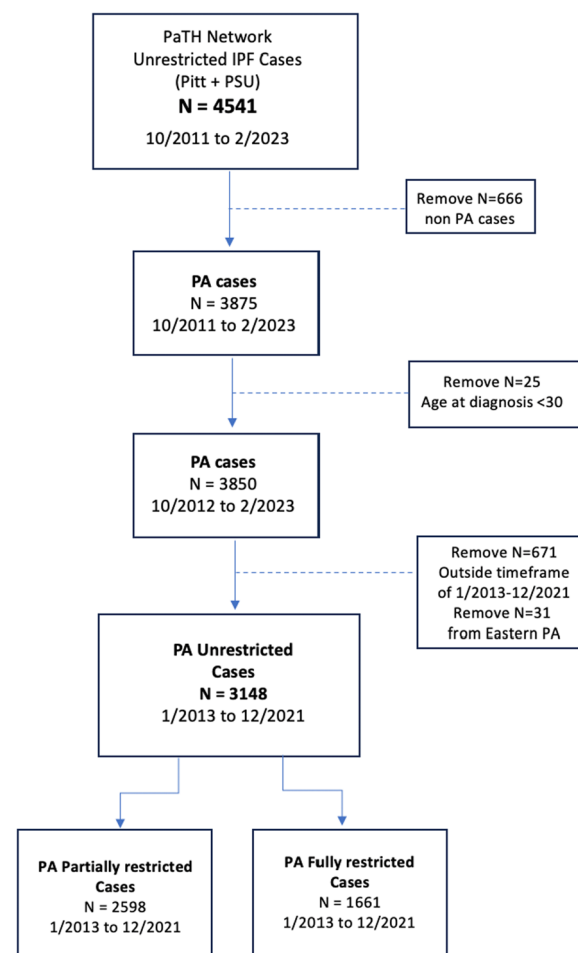 PaTH Network
Unrestricted IPF Cases
(Pitt + PSU)
N = 4541
10/2011 to 2/2023
Remove N=666
non PA cases
PA cases
N = 3875
10/2011 to 2/2023
Remove N=25
Age at diagnosis <30
PA cases
N = 3850
10/2012 to 2/2023
Remove N=671
Outside timeframe
of 1/2013-12/2021
Remove N=31
from Eastern PA
PA Unrestricted
Cases
N = 3148
1/2013 to 12/2021
PA Partially restricted
Cases
N = 2598
1/2013 to 12/2021
PA Fully restricted
Cases
N = 1661
1/2013 to 12/2021